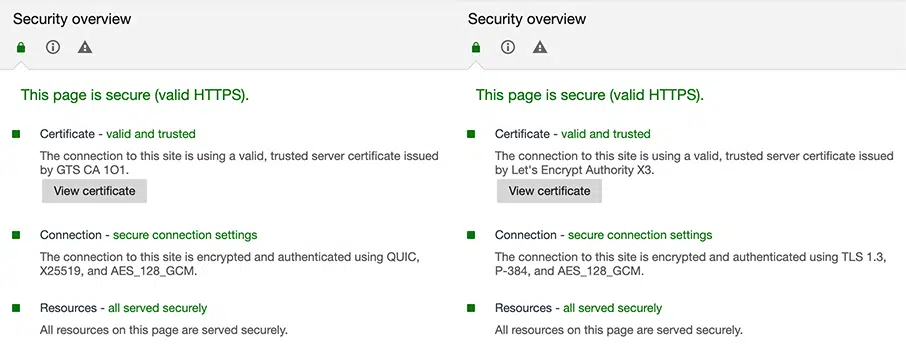 Security overview
This page is secure (valid HTTPS).
Certificate - valid and trusted
The connection to this site is using a valid, trusted server certificate issued
by GTS CA 1O1.
View certificate
Connection - secure connection settings
The connection to this site is encrypted and authenticated using QUIC,
X25519, and AES_128_GCM.
Resources - all served securely
All resources on this page are served securely.
Security overview
This page is secure (valid HTTPS).
Certificate - valid and trusted
The connection to this site is using a valid, trusted server certificate issued
by Let's Encrypt Authority X3.
View certificate
Connection - secure connection settings
The connection to this site is encrypted and authenticated using TLS 1.3,
P-384, and AES_128_GCM.
Resources - all served securely
All resources on this page are served securely.